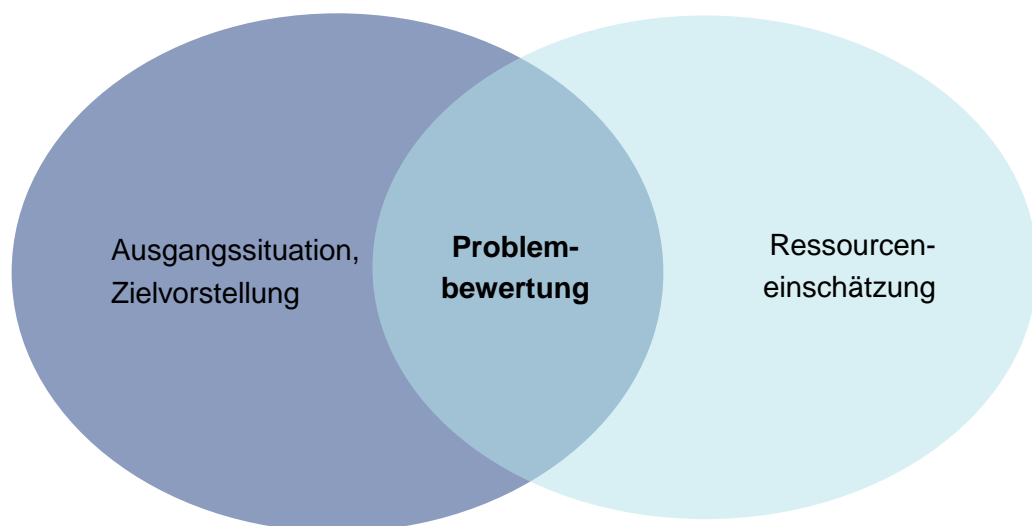 Ausgangssituation,
Zielvorstellung
Problem-
bewertung
Ressourcen-
einschätzung